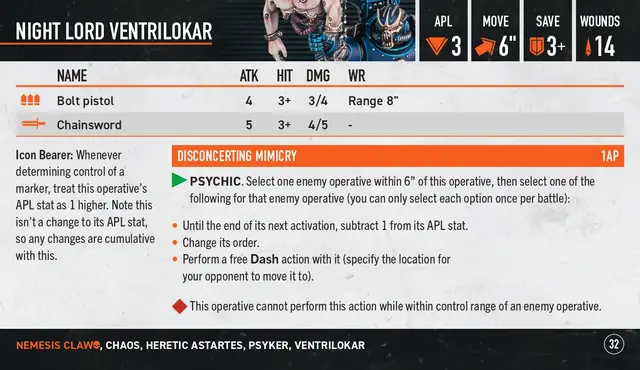 NIGHT LORD VENTRILOKAR
APL MOVE SAVE WOUNDS
3 6" 3+ 14
NAME ATK HIT DMG WR
Bolt pistol 4 3+ 3/4 Range 8"
Chainsword 5 3+ 4/5 -
Icon Bearer: Whenever
determining control of a
marker, treat this operative's
APL stat as 1 higher. Note this
isn't a change to its APL stat,
so any changes are cumulative
with this.
DISCONCERTING MIMICRY 1AP
PSYCHIC. Select one enemy operative within 6" of this operative, then select one of the
following for that enemy operative (you can only select each option once per battle):
• Until the end of its next activation, subtract 1 from its APL stat.
• Change its order.
• Perform a free Dash action with it (specify the location for
your opponent to move it to).
This operative cannot perform this action while within control range of an enemy operative.
NEMESIS CLAW, CHAOS, HERETIC ASTARTES, PSYKER, VENTRILOKAR
32